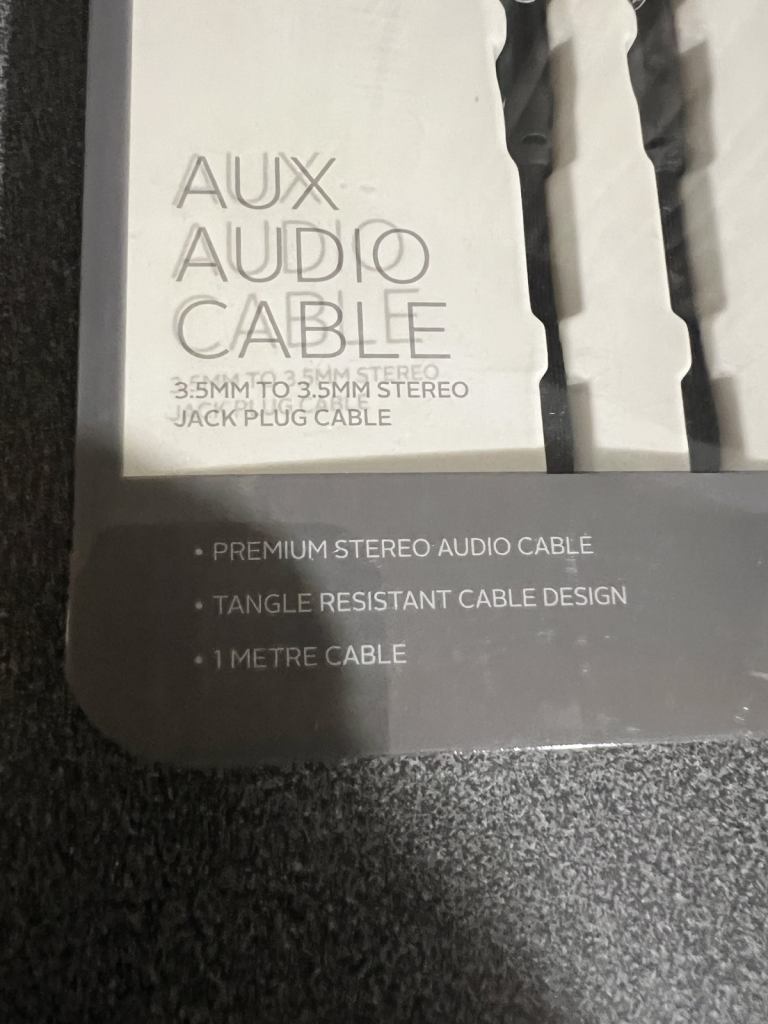 AUX
AUDIO
CABLE
3.5MM TO 3.5MM STEREO
JACK PLUG CABLE
• PREMIUM STEREO AUDIO CABLE
• TANGLE RESISTANT CABLE DESIGN
• 1 METRE CABLE